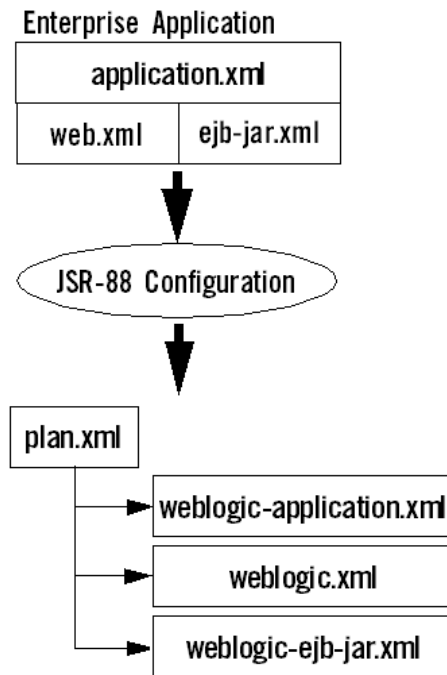 Enterprise Application
application.xml
web.xml
ejb-jar.xml
JSR-88 Configuration
plan.xml
weblogic-application.xml
weblogic.xml
weblogic-ejb-jar.xml